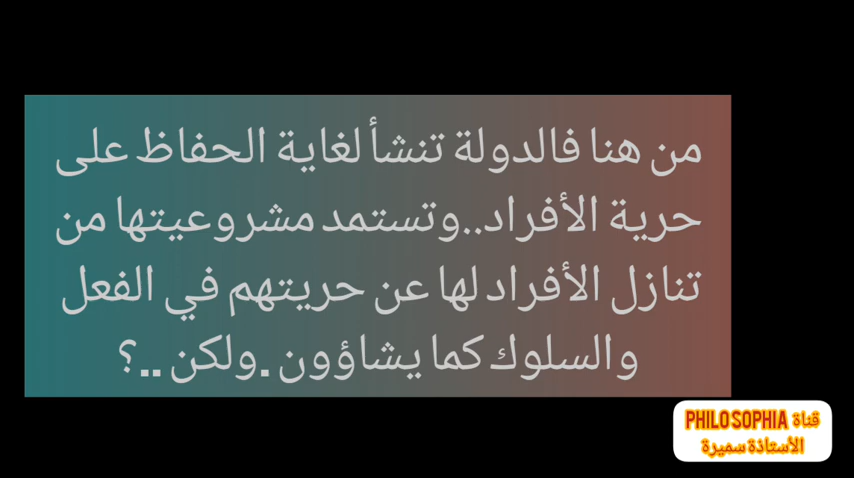 من هنا فالدولة تنشأ لغاية الحفاظ على
حرية الأفراد..وتستمد مشروعيتها من
تنازل الأفراد لها عن حريتهم في الفعل
والسلوك كما يشاؤون .ولكن ..؟
قناة PHILOSOPHIA
الأستاذة سميرة